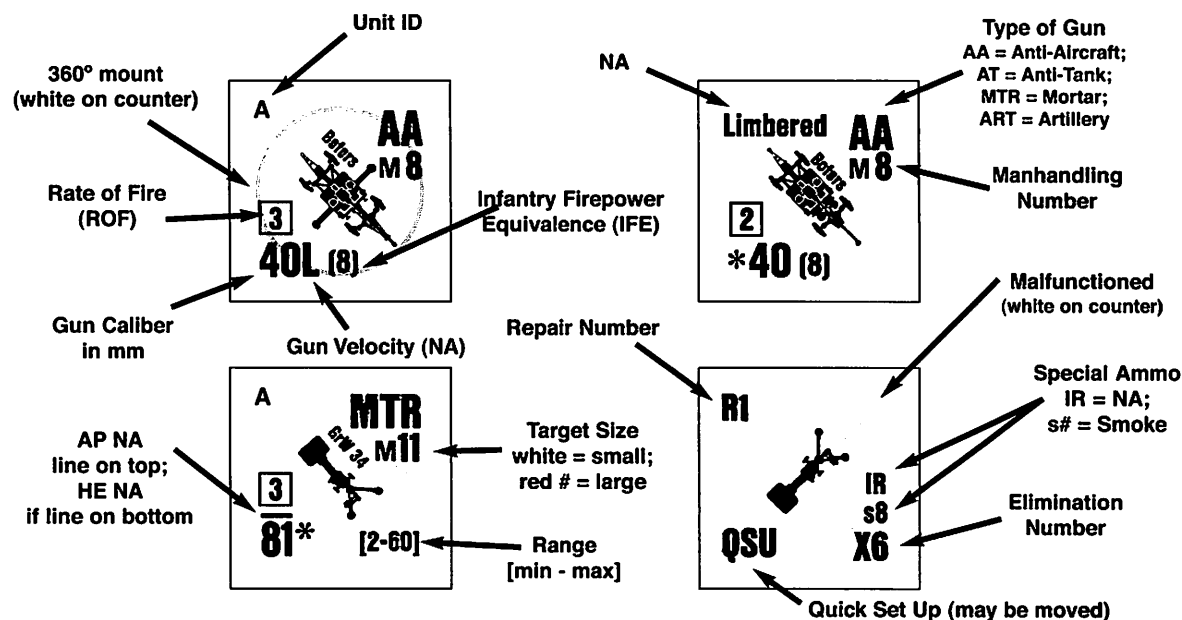 Unit ID
360º mount
(white on counter)
A
AA
Bofors
M8
Rate of Fire
(ROF)
3
40L (8)
Infantry Firepower
Equivalence (IFE)
Gun Caliber
in mm
Gun Velocity (NA)
NA
Type of Gun
AA = Anti-Aircraft;
AT = Anti-Tank;
MTR = Mortar;
ART = Artillery
Limbered
AA
Bofors
M8
2
*40 (8)
Manhandling
Number
A
MTR
GrW 34
M11
AP NA
line on top;
HE NA
if line on bottom
3
81*
[2-60]
Target Size
white = small;
red # = large
Range
[min - max]
Repair Number
Malfunctioned
(white on counter)
R1
IR
s8
QSU
X6
Special Ammo
IR = NA;
s# = Smoke
Elimination
Number
Quick Set Up (may be moved)